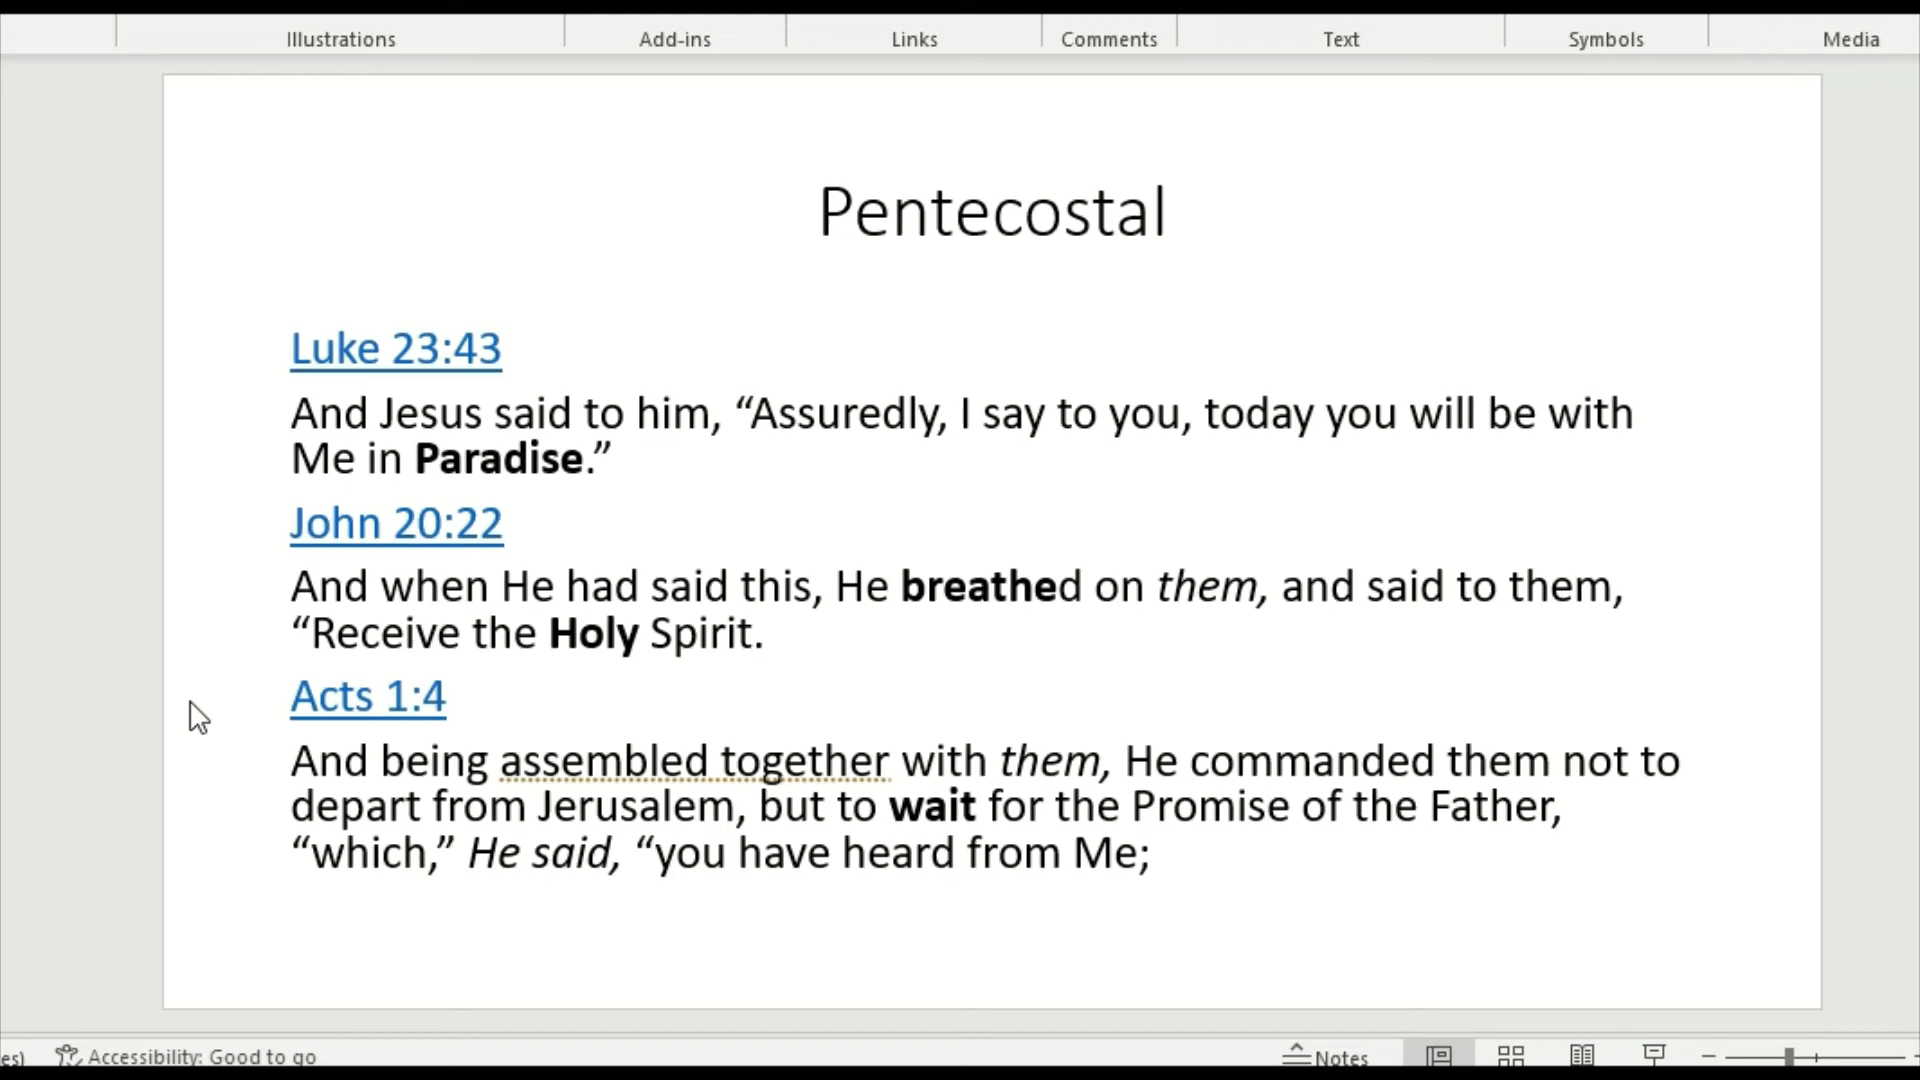 Illustrations Add-ins Links Comments Text Symbols Media
Pentecostal
Luke 23:43
And Jesus said to him, “Assuredly, I say to you, today you will be with
Me in Paradise.”
John 20:22
And when He had said this, He breathed on them, and said to them,
“Receive the Holy Spirit.
Acts 1:4
And being assembled together with them, He commanded them not to
depart from Jerusalem, but to wait for the Promise of the Father,
“which,” He said, “you have heard from Me;
es) Accessibility: Good to go Notes